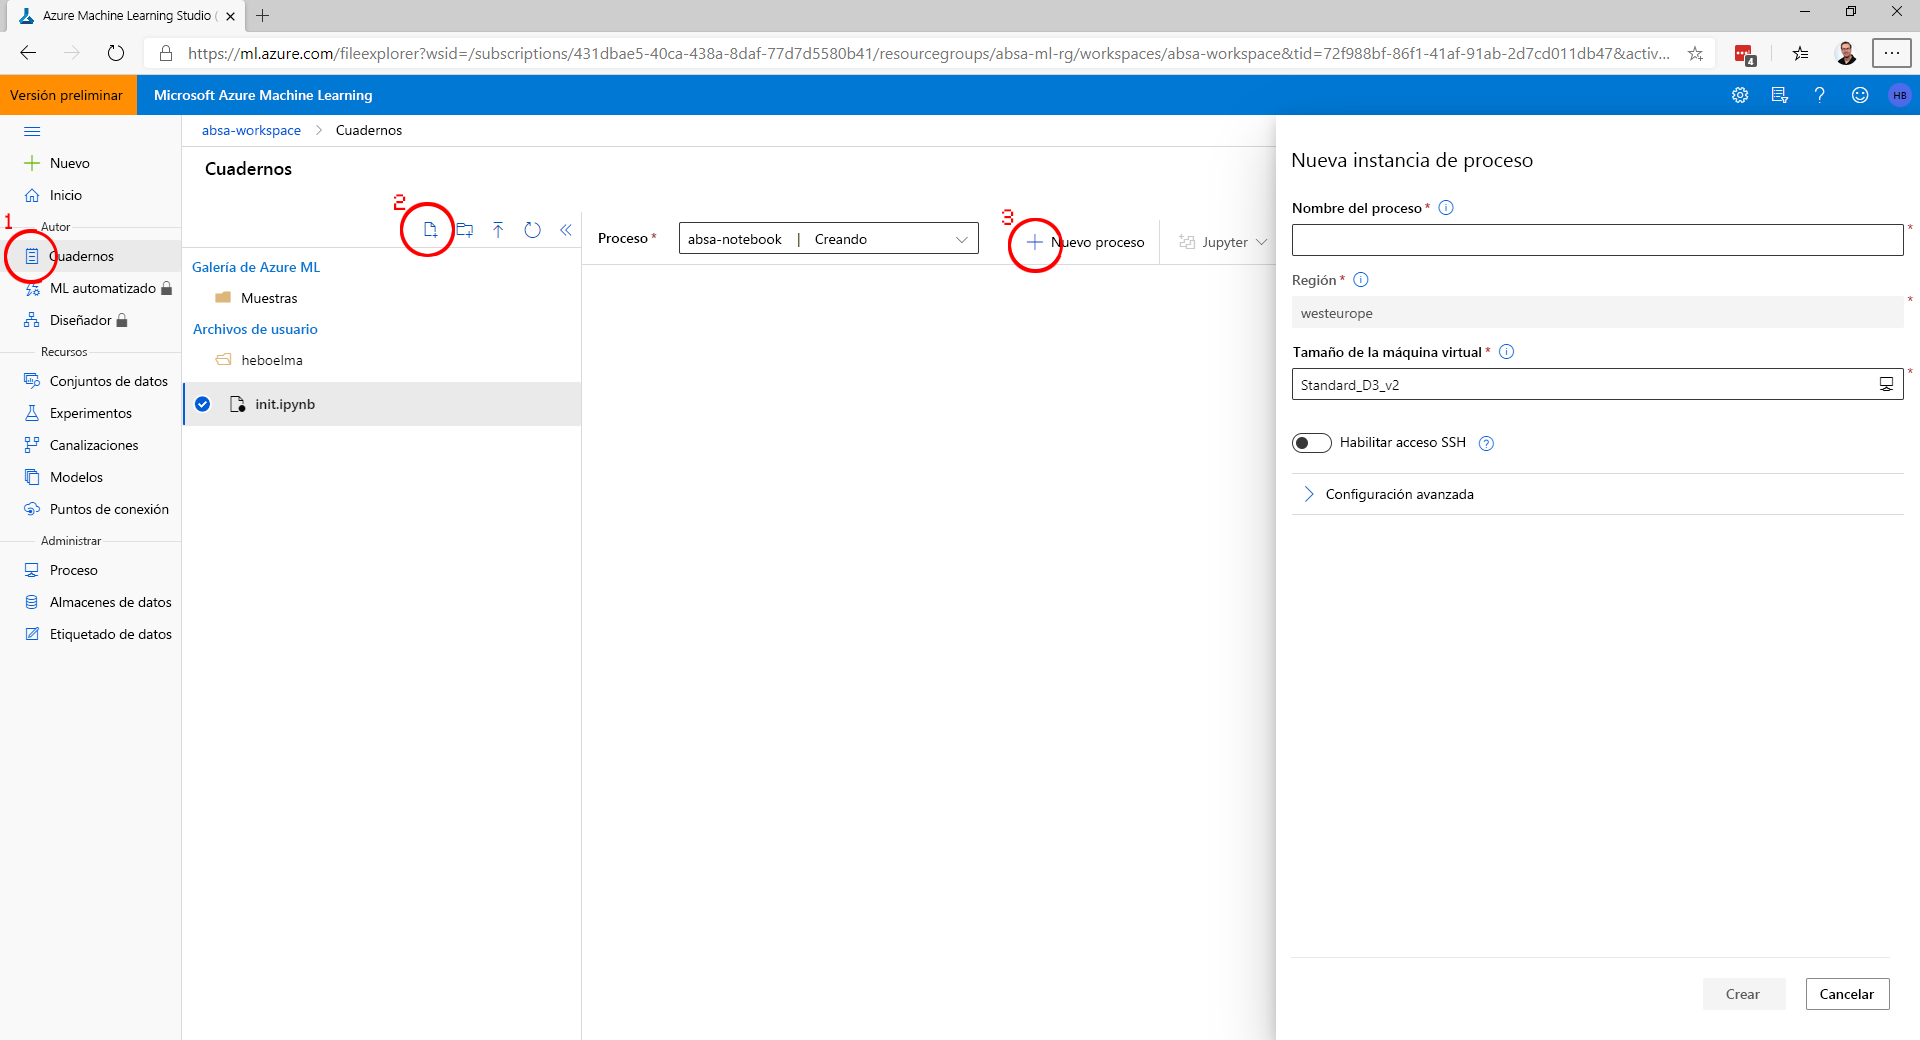 Azure Machine Learning Studio (
https://ml.azure.com/fileexplorer?wsid=/subscriptions/431dbae5-40ca-438a-8daf-77d7d5580b41/resourcegroups/absa-ml-rg/workspaces/absa-workspace&tid=72f988bf-86f1-41af-91ab-2d7cd011db47&activ...
4
Versión preliminar
Microsoft Azure Machine Learning
HB
Nuevo
Inicio
1
Autor
Cuadernos
ML automatizado
Diseñador
Recursos
Conjuntos de datos
Experimentos
Canalizaciones
Modelos
Puntos de conexión
Administrar
Proceso
Almacenes de datos
Etiquetado de datos
absa-workspace > Cuadernos
Cuadernos
2
Galería de Azure ML
Muestras
Archivos de usuario
heboelma
init.ipynb
Proceso *
absa-notebook | Creando
3
Nuevo proceso
Jupyter
Nueva instancia de proceso
Nombre del proceso *
*
Región *
*
westeurope
Tamaño de la máquina virtual *
*
Standard_D3_v2
Habilitar acceso SSH
Configuración avanzada
Crear
Cancelar